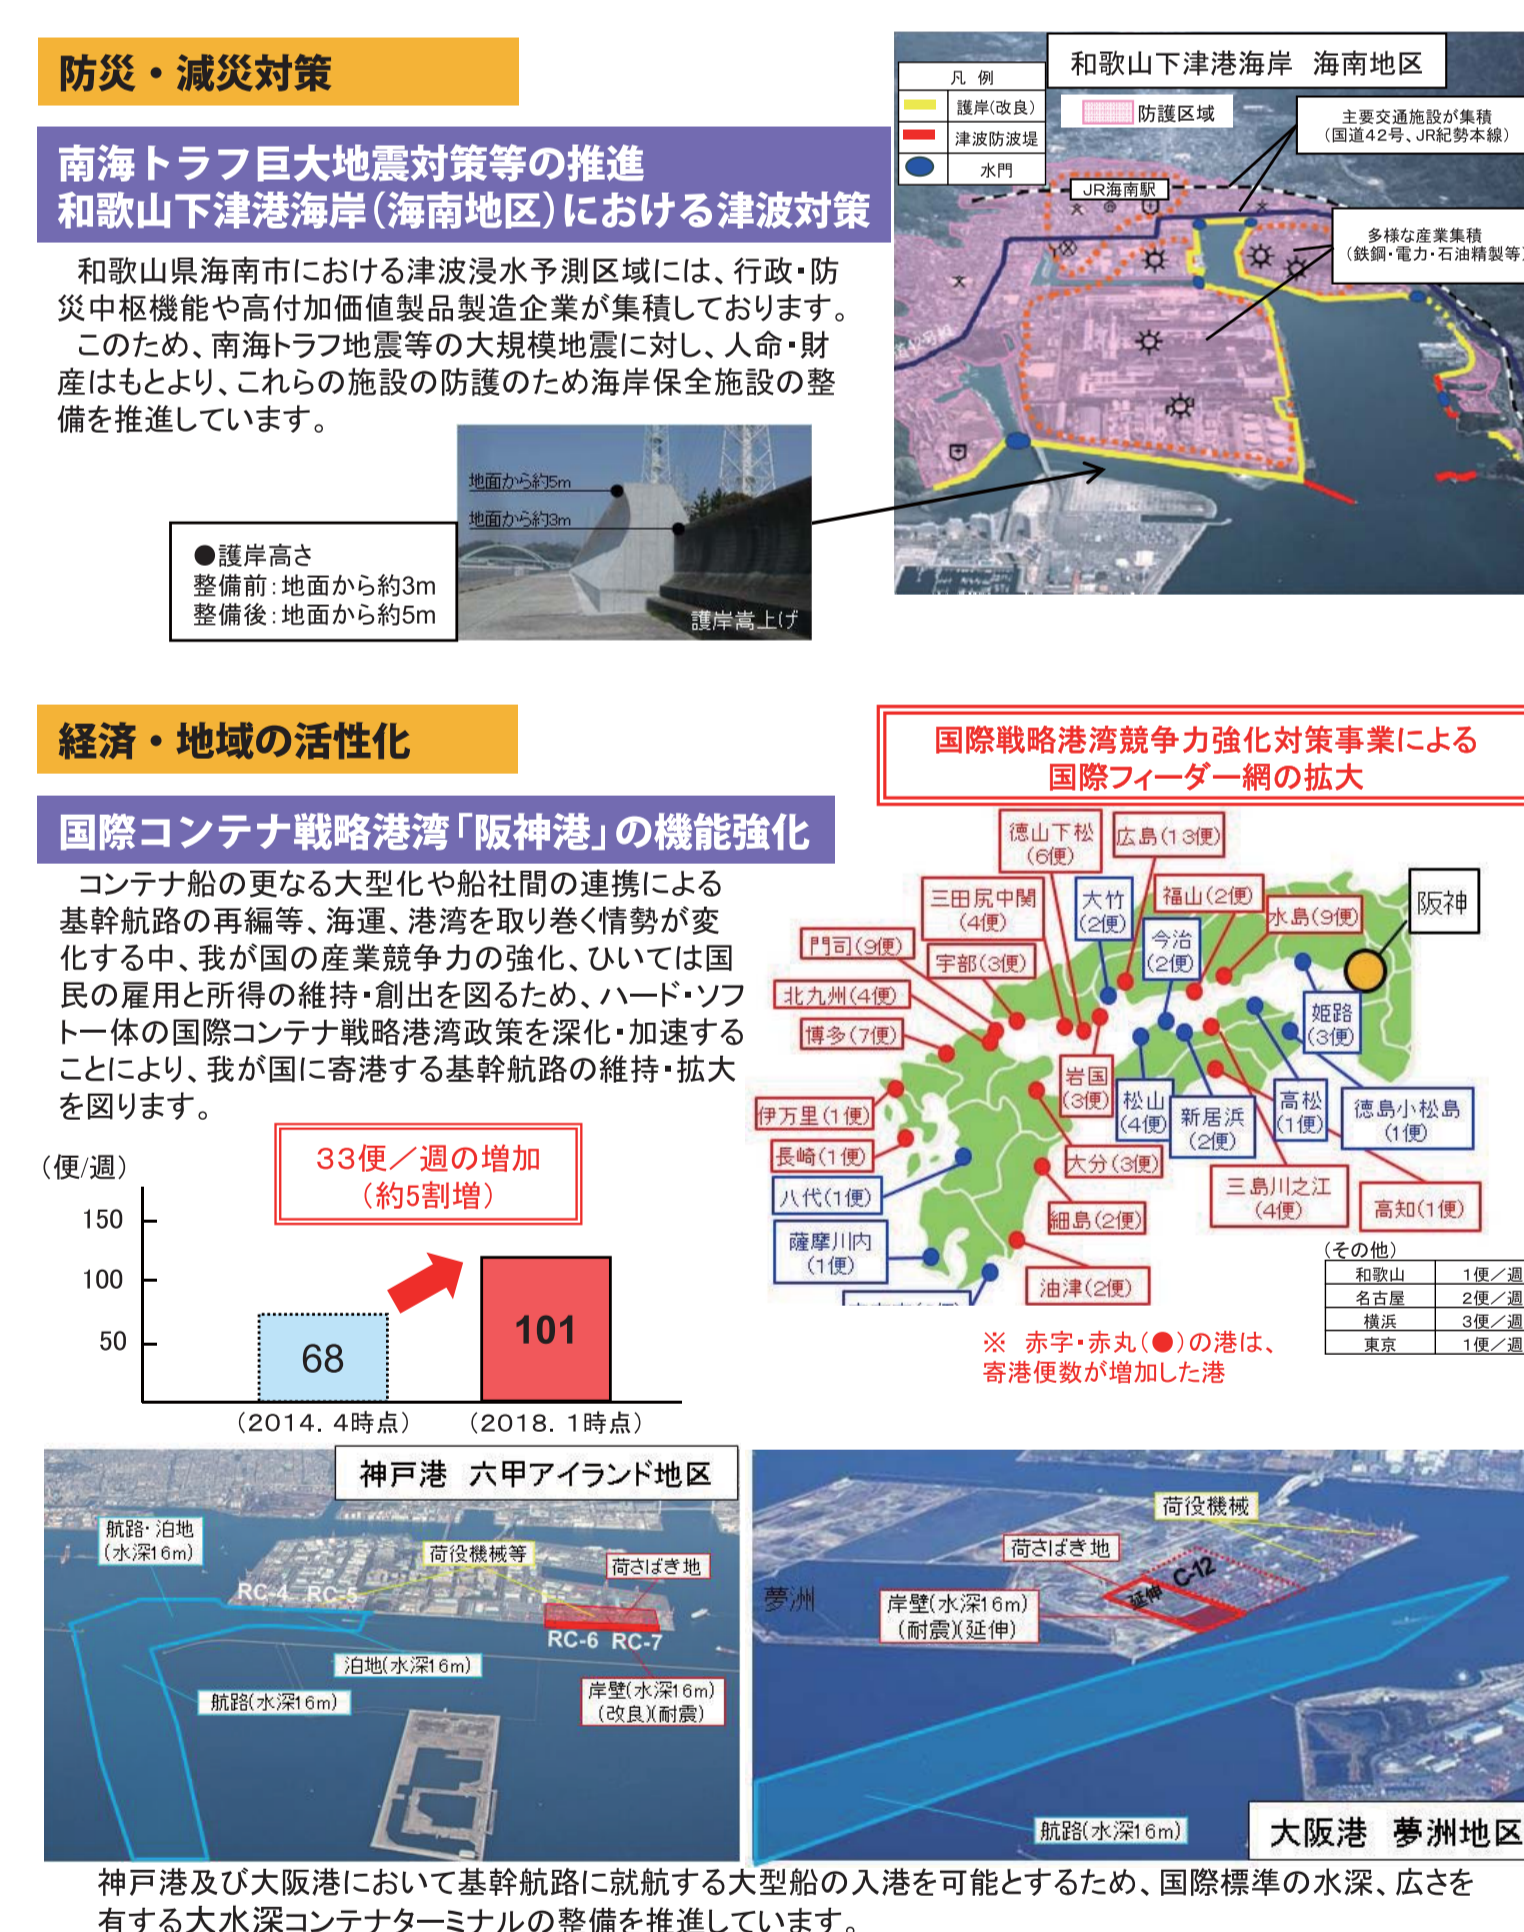 防災・減災対策
南海トラフ巨大地震対策等の推進
和歌山下津港海岸(海南地区)における津波対策
和歌山県海南市における津波浸水予測区域には、行政・防
災中枢機能や高付加価値製品製造企業が集積しております。
このため、南海トラフ地震等の大規模地震に対し、人命・財
産はもとより、これらの施設の防護のため海岸保全施設の整
備を推進しています。
地面から約5m
地面から約3m
護岸嵩上げ
●護岸高さ
整備前:地面から約3m
整備後:地面から約5m
和歌山下津港海岸 海南地区
凡 例
護岸(改良)
津波防波堤
水門
防護区域
主要交通施設が集積
(国道42号、JR紀勢本線)
JR海南駅
多様な産業集積
(鉄鋼・電力・石油精製等)
経済・地域の活性化
国際コンテナ戦略港湾「阪神港」の機能強化
コンテナ船の更なる大型化や船社間の連携による
基幹航路の再編等、海運、港湾を取り巻く情勢が変
化する中、我が国の産業競争力の強化、ひいては国
民の雇用と所得の維持・創出を図るため、ハード・ソフ
ト一体の国際コンテナ戦略港湾政策を深化・加速する
ことにより、我が国に寄港する基幹航路の維持・拡大
を図ります。
(便/週)
33便/週の増加
(約5割増)
150
100
50
68
101
(2014.4時点)
(2018.1時点)
国際戦略港湾競争力強化対策事業による
国際フィーダー網の拡大
徳山下松
(6便)
広島(13便)
三田尻中関
(4便)
大竹
(2便)
福山(2便)
水島(9便)
阪神
門司(9便)
宇部(3便)
今治
(2便)
北九州(4便)
博多(7便)
姫路
(3便)
岩国
(3便)
松山
(4便)
新居浜
(2便)
高松
(1便)
徳島小松島
(1便)
伊万里(1便)
長崎(1便)
大分(3便)
八代(1便)
三島川之江
(4便)
高知(1便)
細島(2便)
薩摩川内
(1便)
油津(2便)
(その他)
和歌山 1便/週
名古屋 2便/週
横浜 3便/週
東京 1便/週
※ 赤字・赤丸(●)の港は、
寄港便数が増加した港
神戸港 六甲アイランド地区
航路・泊地
(水深16m)
荷役機械等
荷さばき地
RC-4 RC-5
RC-6 RC-7
泊地(水深16m)
航路(水深16m)
岸壁(水深16m)
(改良)(耐震)
荷役機械
荷さばき地
C-12
延伸
夢洲
岸壁(水深16m)
(耐震)(延伸)
航路(水深16m)
大阪港 夢洲地区
神戸港及び大阪港において基幹航路に就航する大型船の入港を可能とするため、国際標準の水深、広さを
有する大水深コンテナターミナルの整備を推進しています。